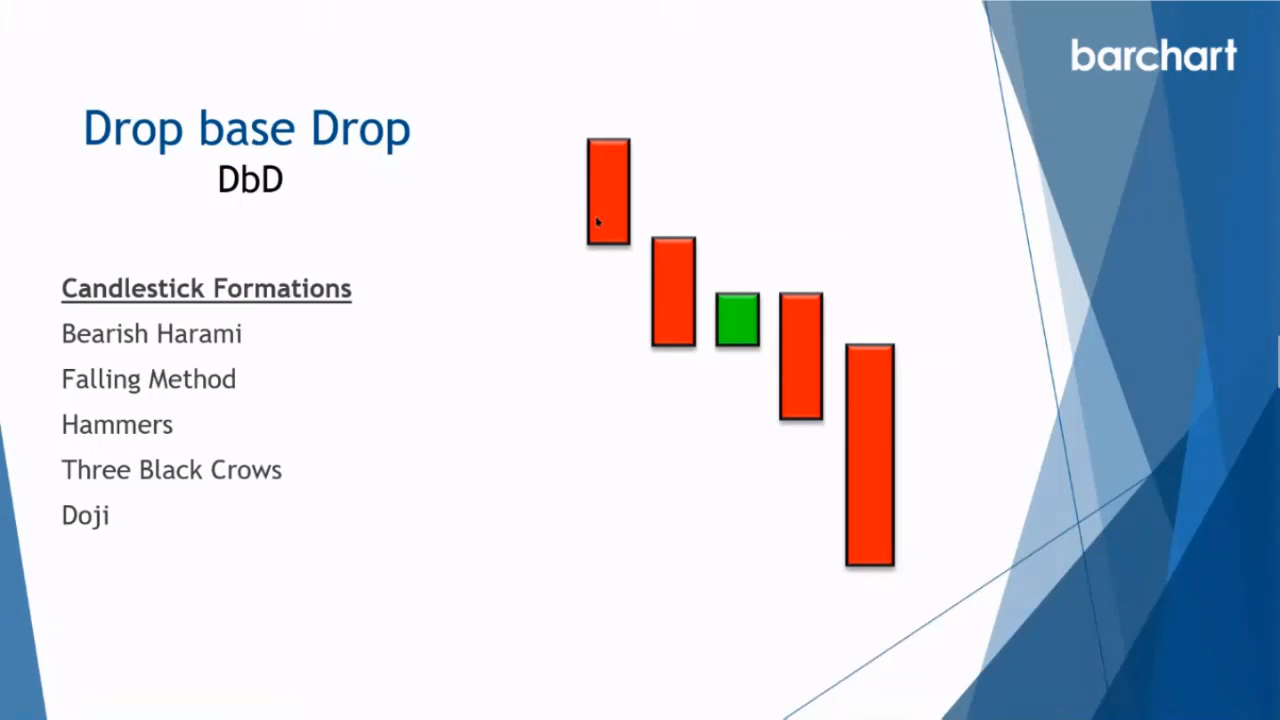 barchart
Drop base Drop
DbD
Candlestick Formations
Bearish Harami
Falling Method
Hammers
Three Black Crows
Doji